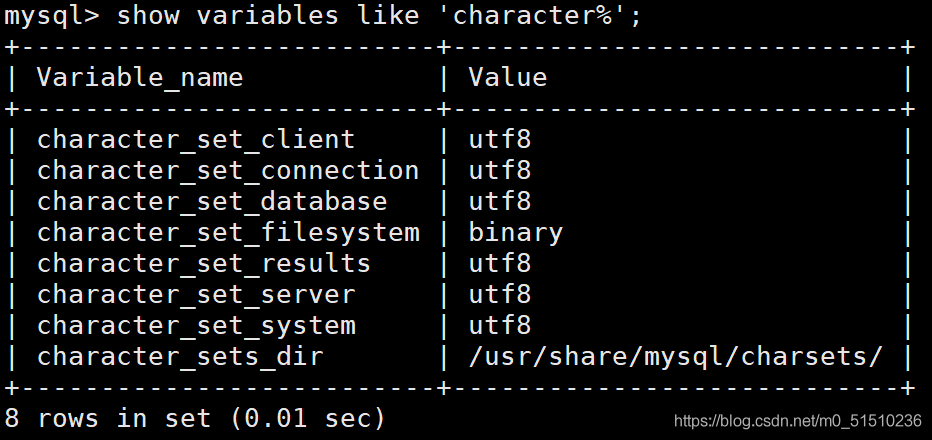 mysql> show variables like 'character%';
+--------------------------+----------------------------+
| Variable_name            | Value                      |
+--------------------------+----------------------------+
| character_set_client     | utf8                       |
| character_set_connection | utf8                       |
| character_set_database   | utf8                       |
| character_set_filesystem | binary                     |
| character_set_results    | utf8                       |
| character_set_server     | utf8                       |
| character_set_system     | utf8                       |
| character_sets_dir       | /usr/share/mysql/charsets/ |
+--------------------------+----------------------------+
8 rows in set (0.01 sec)
https://blog.csdn.net/m0_51510236